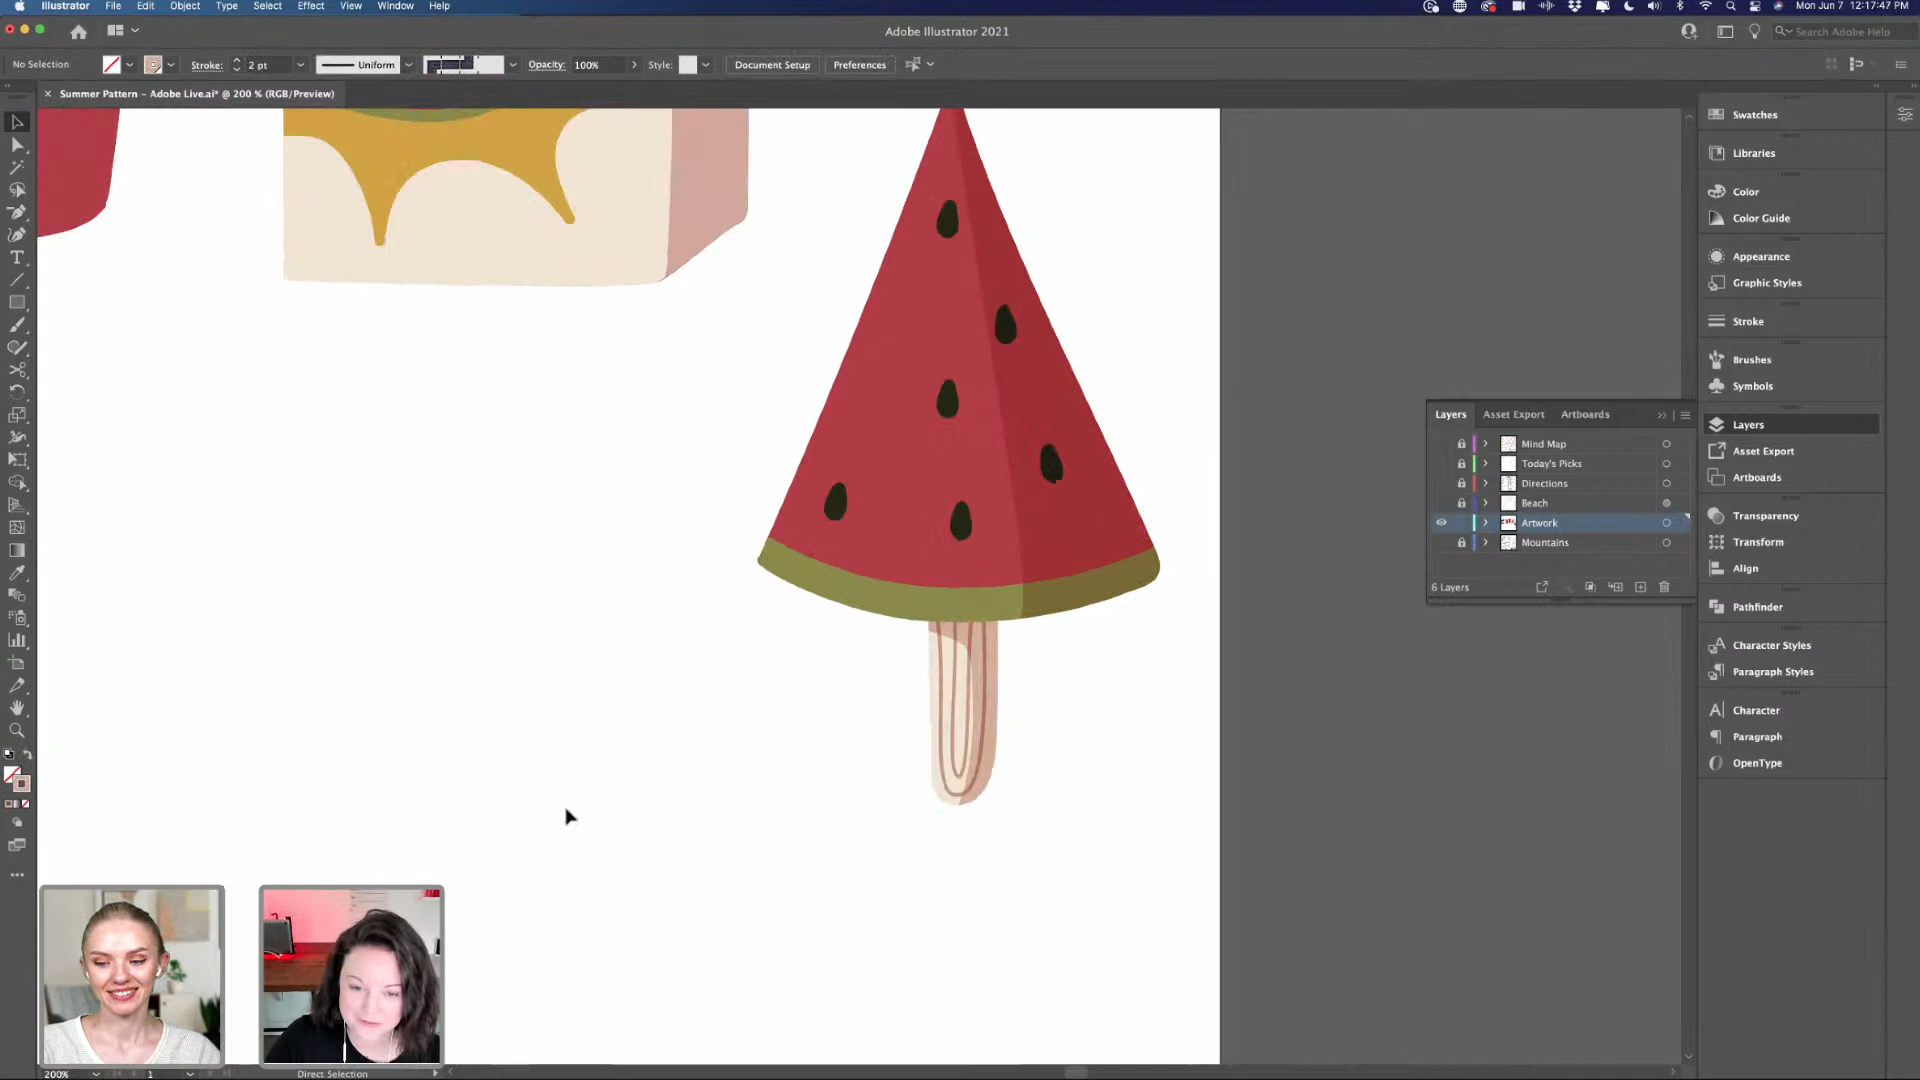 Illustrator File Edit Object Type Select Effect View Window Help
Mon Jun 7 12:17:47 PM
Adobe Illustrator 2021
Search Adobe Help
No Selection Stroke: 2 pt Uniform Opacity: 100% Style: Document Setup Preferences
Summer Pattern – Adobe Live.ai* @ 200 % (RGB/Preview)
Swatches
Libraries
Color
Color Guide
Appearance
Graphic Styles
Stroke
Brushes
Symbols
Layers
Asset Export
Artboards
Transparency
Transform
Align
Pathfinder
Character Styles
Paragraph Styles
Character
Paragraph
OpenType
Layers Asset Export Artboards
Mind Map
Today's Picks
Directions
Beach
Artwork
Mountains
6 Layers
200% 1 Direct Selection